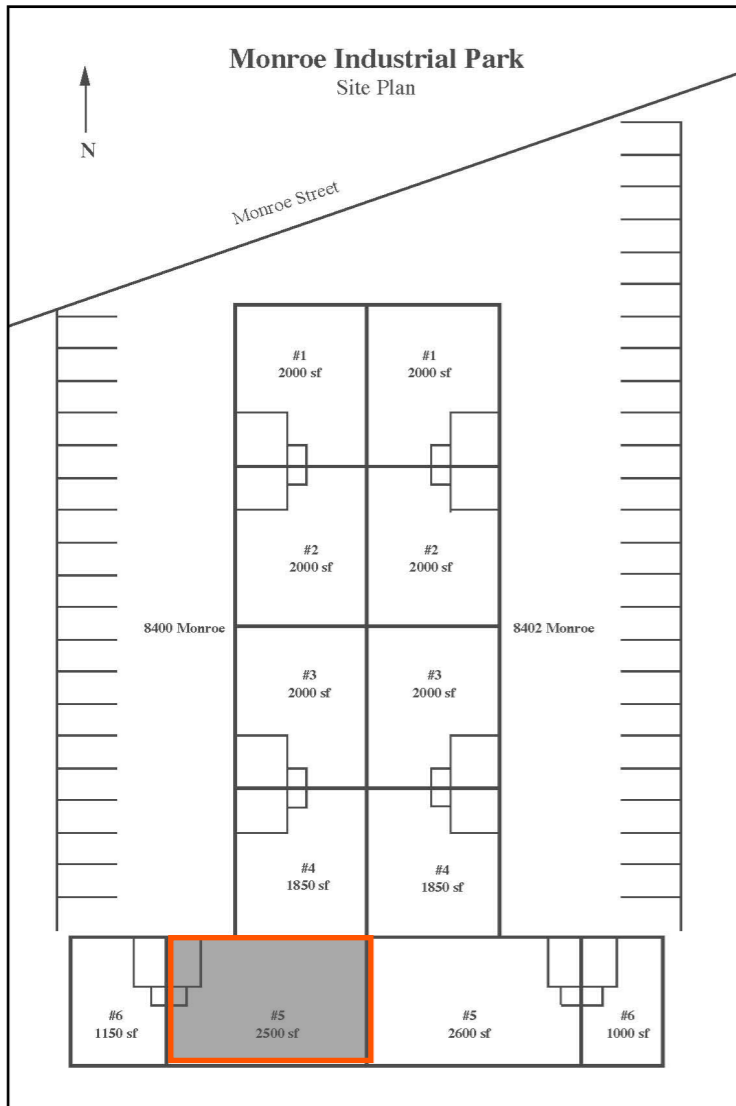 Monroe Industrial Park
Site Plan
N
Monroe Street
#1
2000 sf
#1
2000 sf
#2
2000 sf
#2
2000 sf
8400 Monroe
8402 Monroe
#3
2000 sf
#3
2000 sf
#4
1850 sf
#4
1850 sf
#6
1150 sf
#5
2500 sf
#5
2600 sf
#6
1000 sf